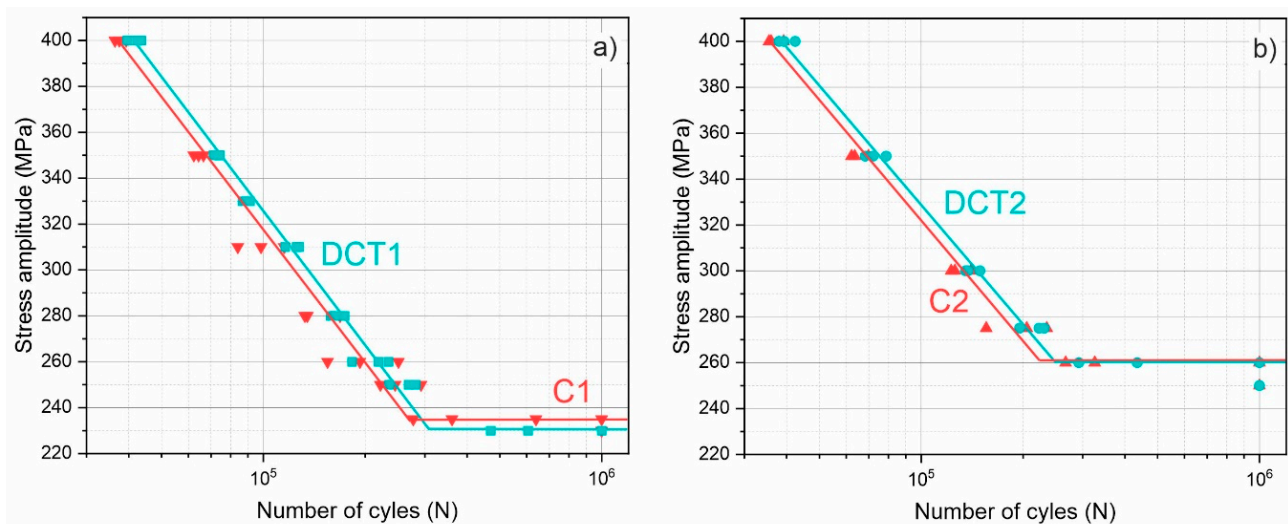 a)
Stress amplitude (MPa)
400
380
360
340
320
300
280
260
240
220
DCT1
C1
10⁵
10⁶
Number of cyles (N)
b)
Stress amplitude (MPa)
400
380
360
340
320
300
280
260
240
220
DCT2
C2
10⁵
10⁶
Number of cyles (N)